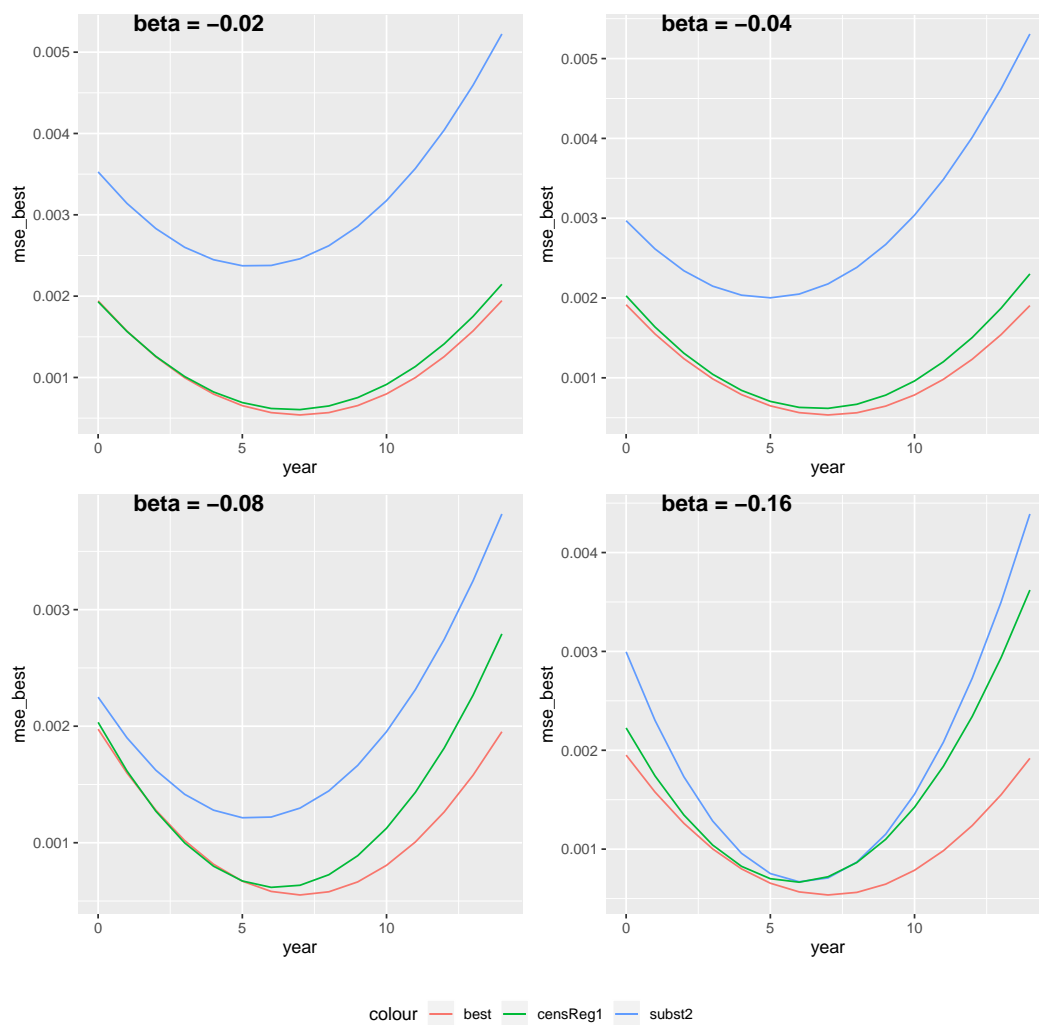 beta = −0.02
mse_best
0.005
0.004
0.003
0.002
0.001
0
5
10
year
beta = −0.04
mse_best
0.005
0.004
0.003
0.002
0.001
0
5
10
year
beta = −0.08
mse_best
0.003
0.002
0.001
0
5
10
year
beta = −0.16
mse_best
0.004
0.003
0.002
0.001
0
5
10
year
colour best censReg1 subst2